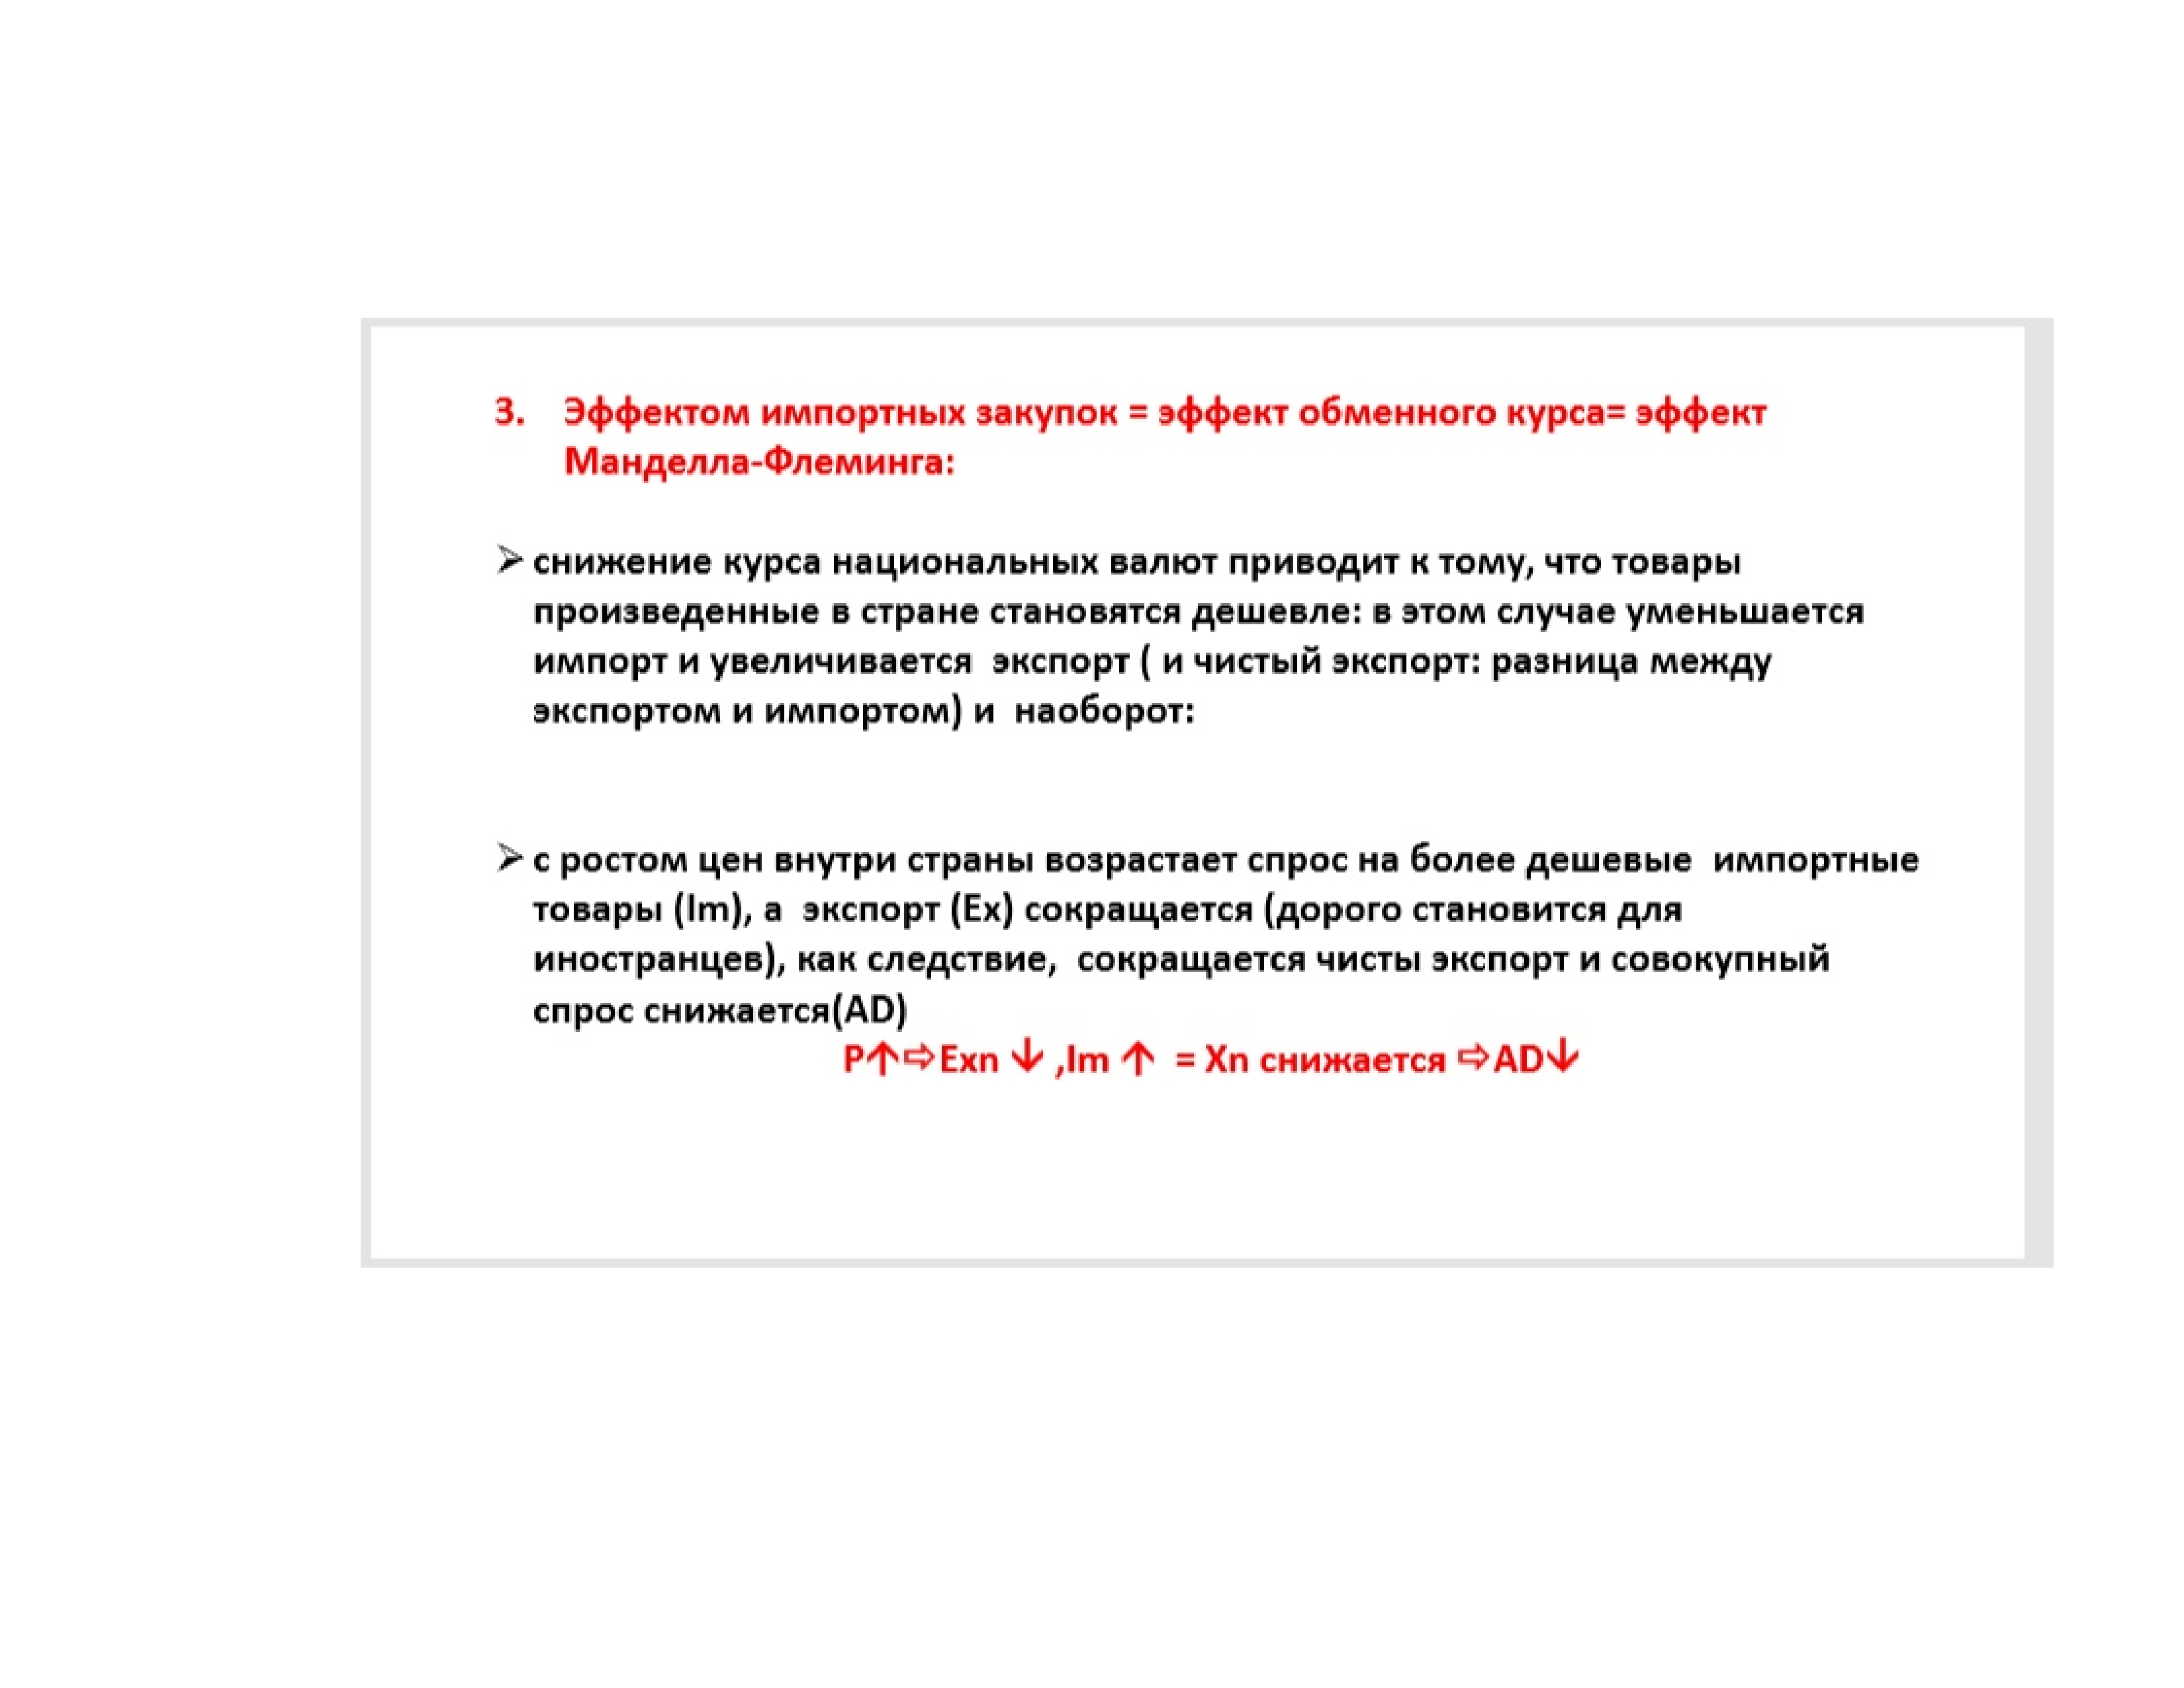 3. Эффектом импортных закупок = эффект обменного курса= эффект
Манделла-Флеминга:
➢ снижение курса национальных валют приводит к тому, что товары
произведенные в стране становятся дешевле: в этом случае уменьшается
импорт и увеличивается экспорт ( и чистый экспорт: разница между
экспортом и импортом) и наоборот:
➢ с ростом цен внутри страны возрастает спрос на более дешевые импортные
товары (Im), а экспорт (Ex) сокращается (дорого становится для
иностранцев), как следствие, сокращается чисты экспорт и совокупный
спрос снижается(AD)
P↑⇨Exn ↓ ,Im ↑ = Xn снижается ⇨AD↓